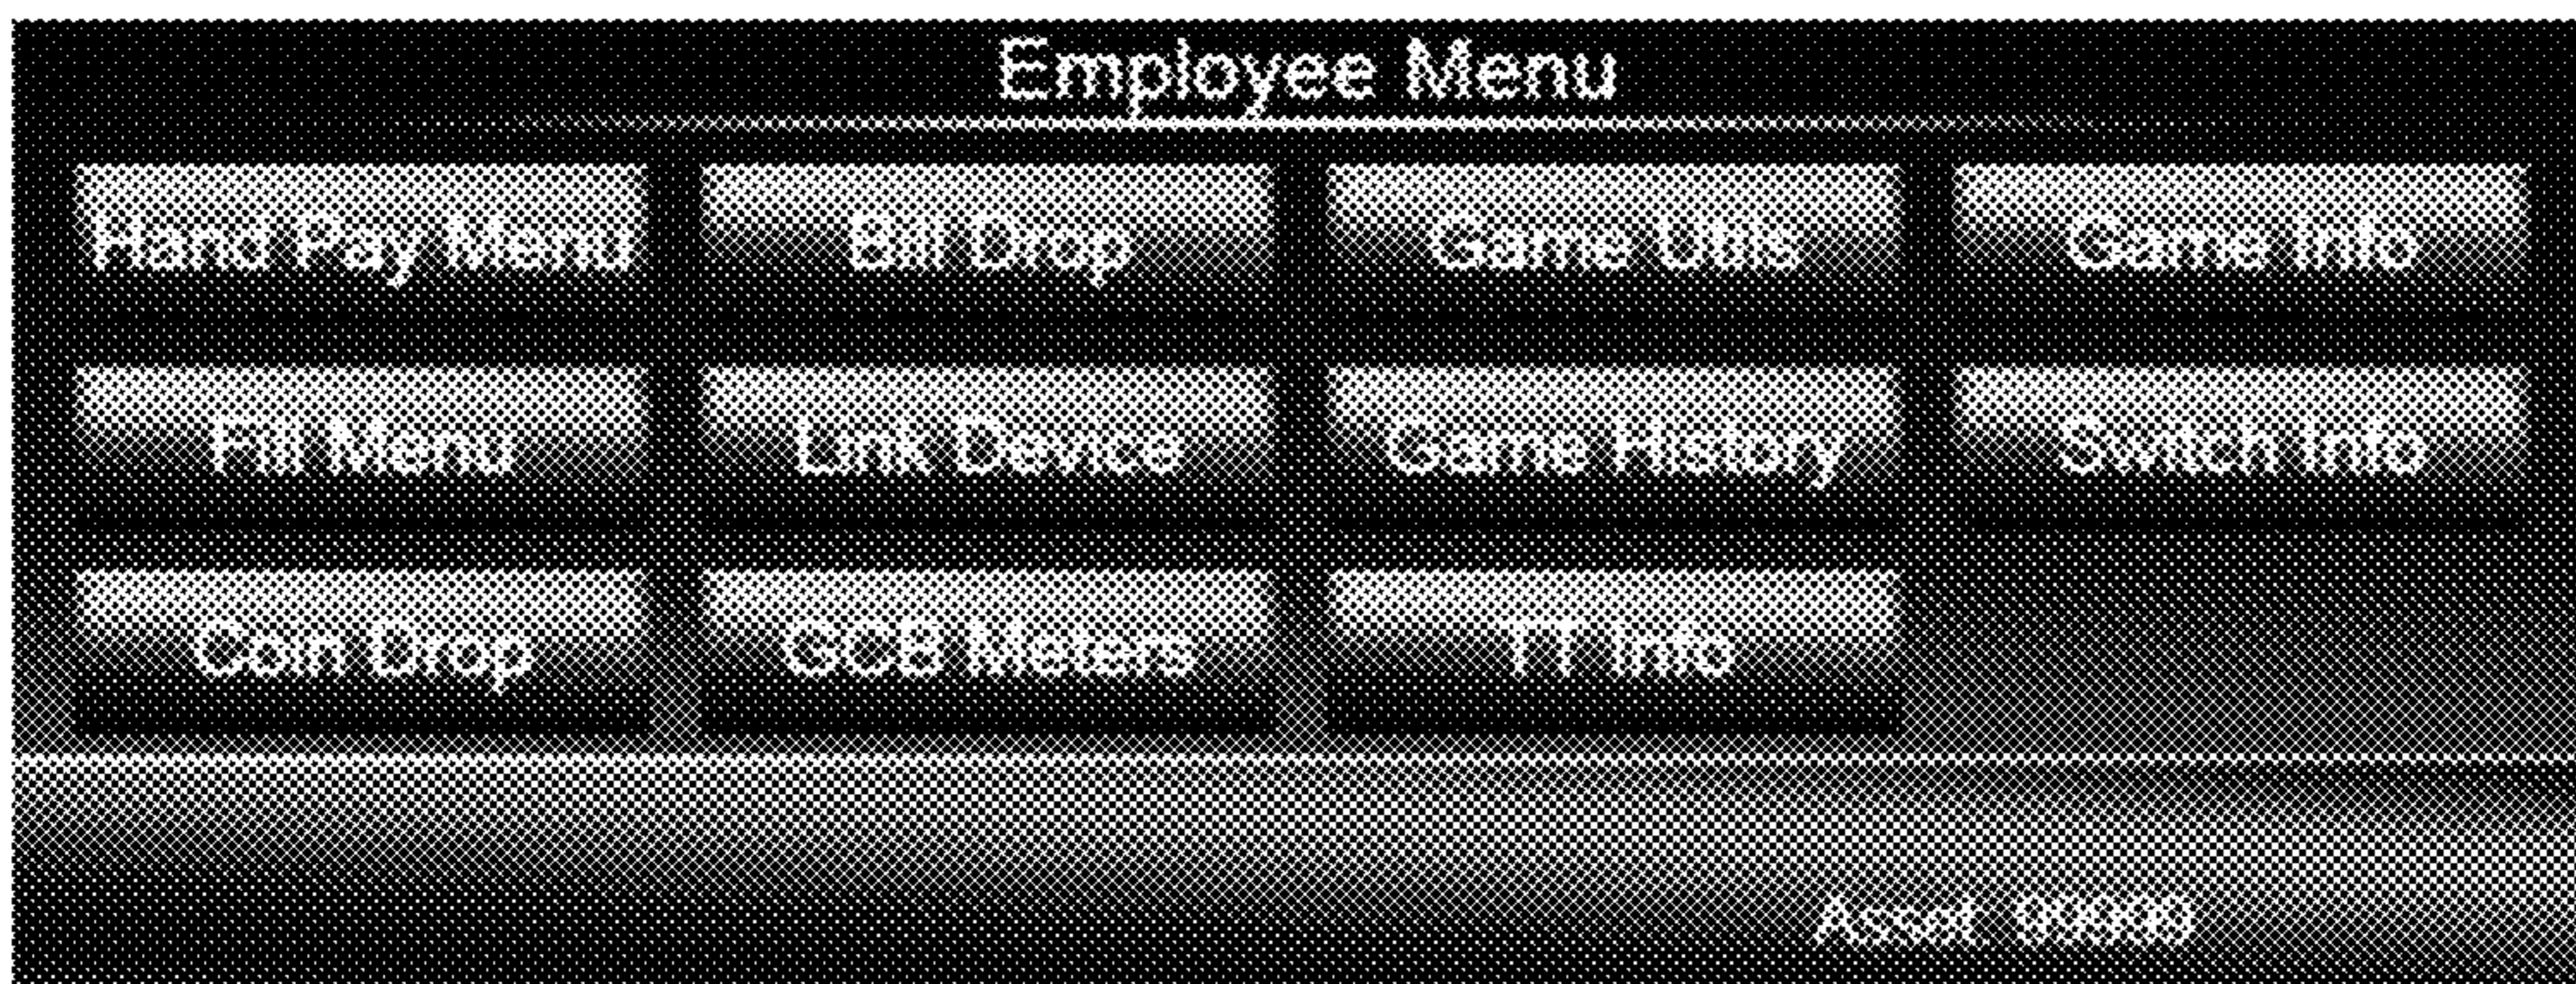 Employee Menu
Hand Pay Menu Bill Drop Game Utils Game Info
Fill Menu Link Device Game History Switch Info
Coin Drop GCB Meters TT Info
Asset